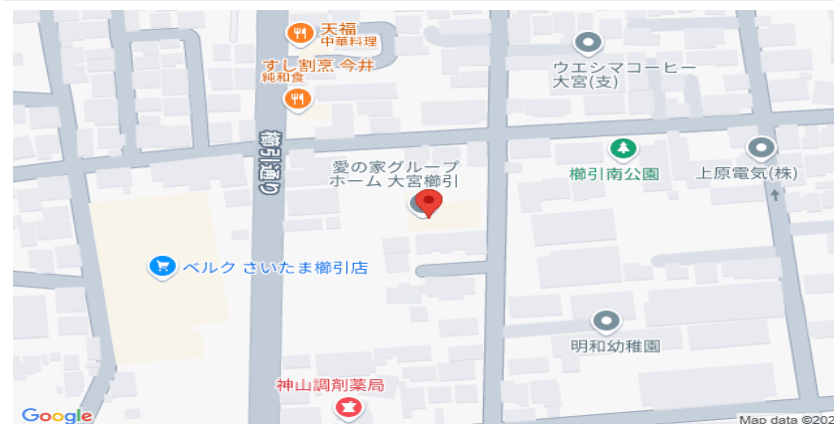 天福
中華料理
すし割烹 今井
純和食
ウエシマコーヒー
大宮(支)
櫛引通り
愛の家グループ
ホーム 大宮櫛引
櫛引南公園
上原電気(株)
ベルク さいたま櫛引店
明和幼稚園
神山調剤薬局
Google
Map data ©202